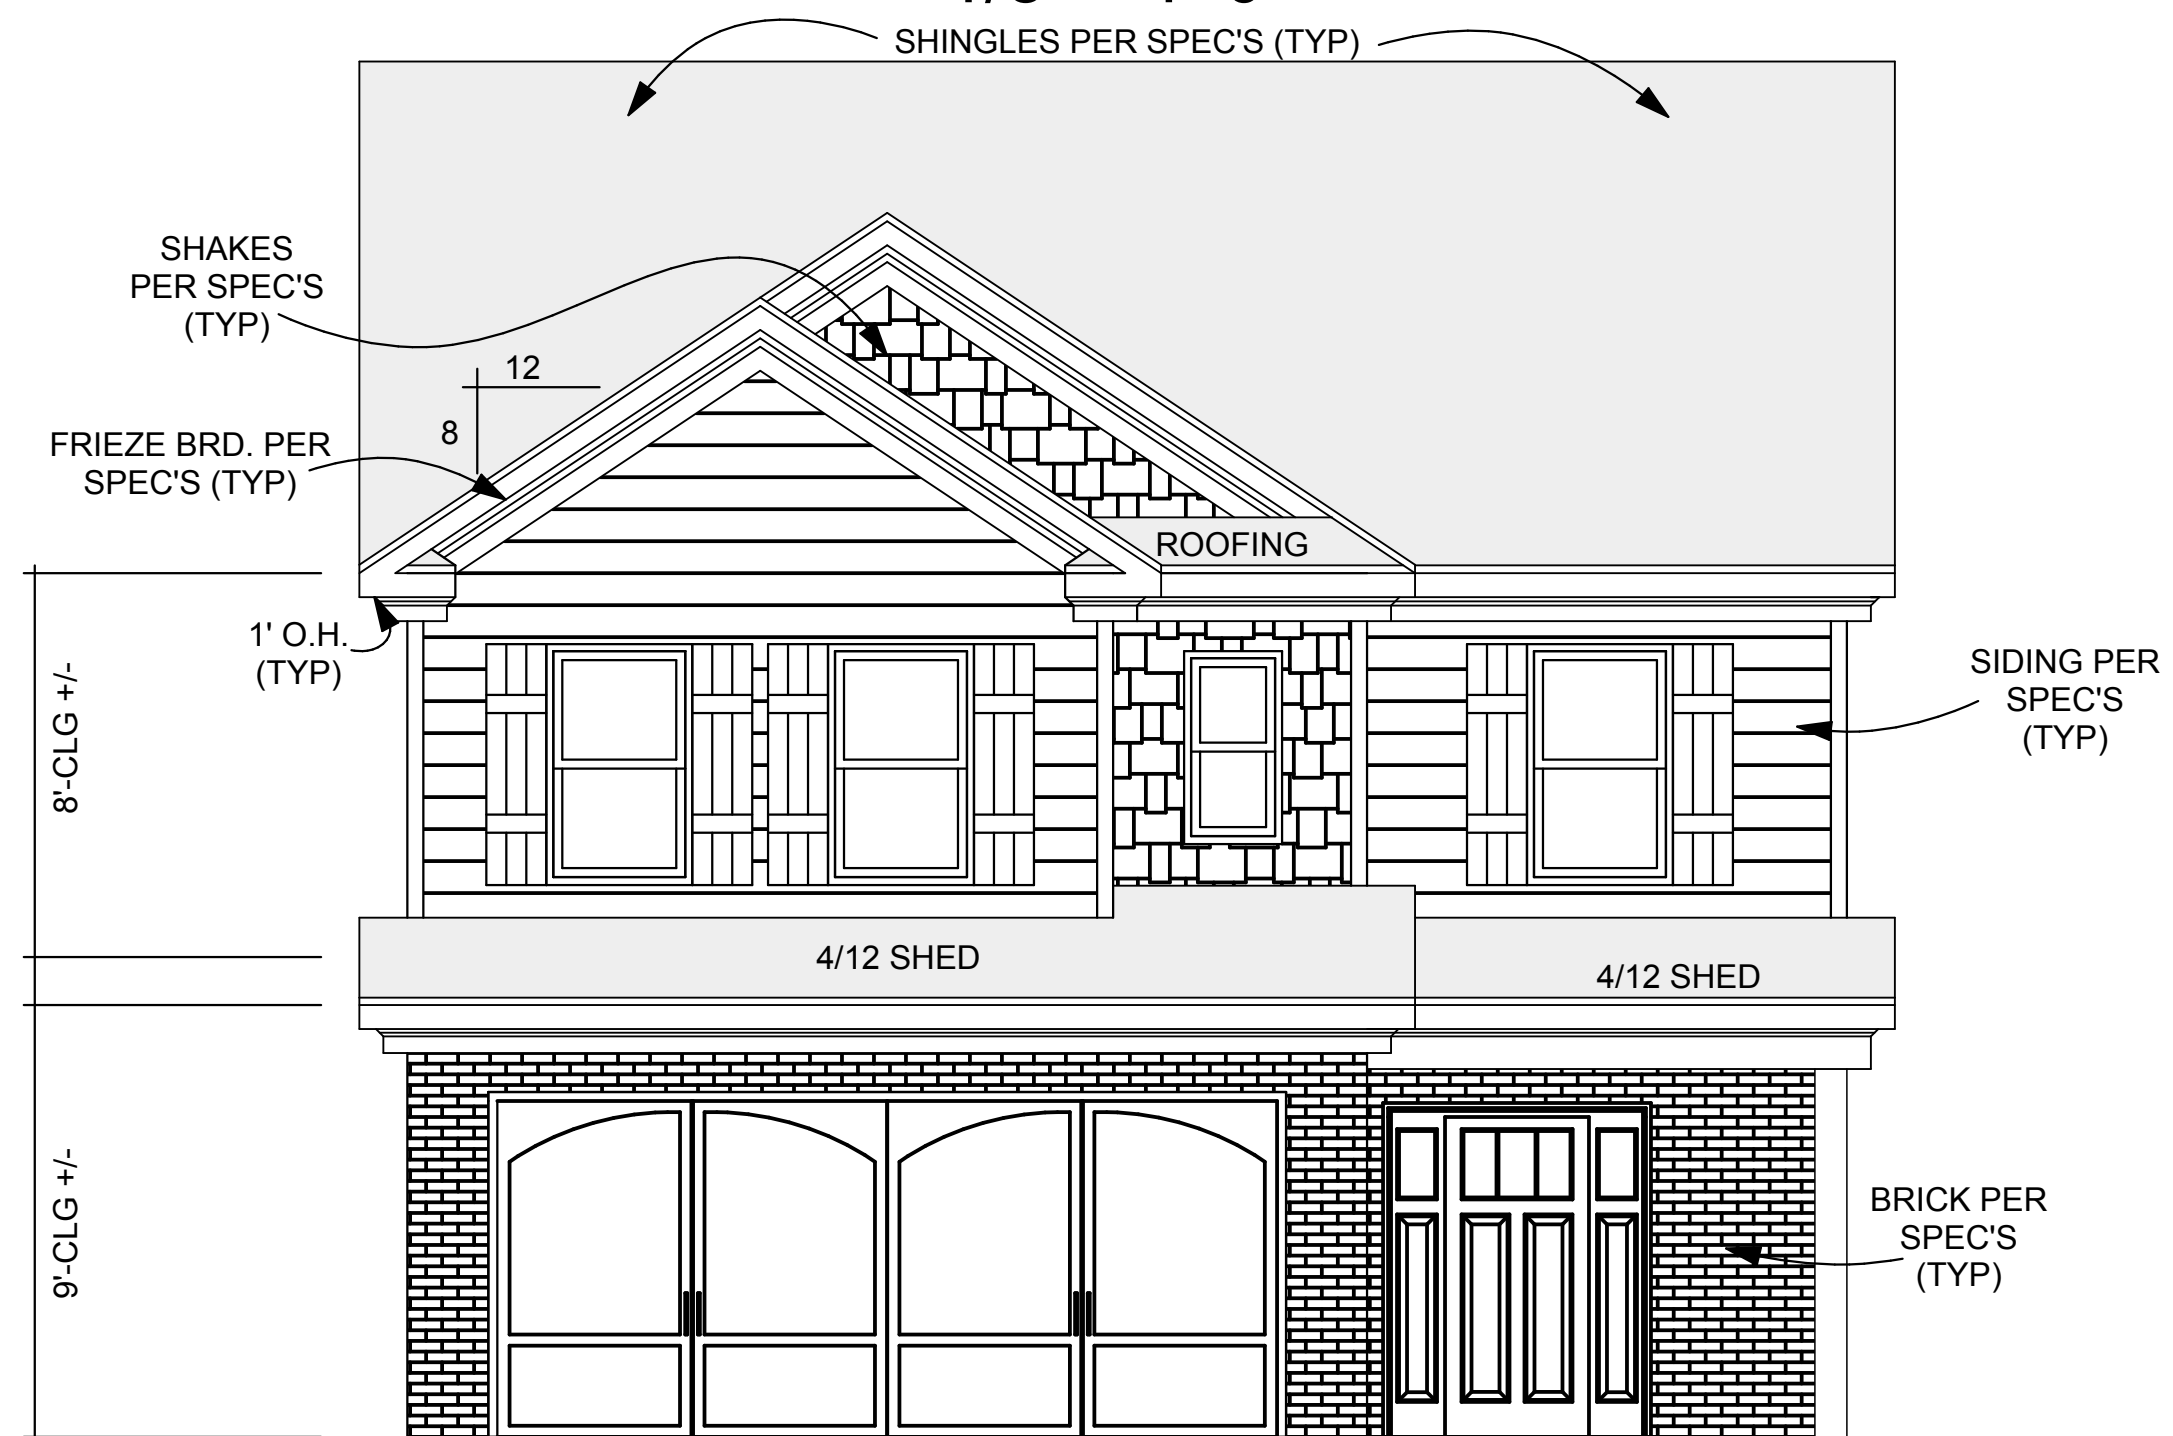 SHINGLES PER SPEC'S (TYP)
SHAKES
PER SPEC'S
(TYP)
12
8
FRIEZE BRD. PER
SPEC'S (TYP)
ROOFING
1' O.H.
(TYP)
8'-CLG +/-
SIDING PER
SPEC'S
(TYP)
4/12 SHED
4/12 SHED
9'-CLG +/-
BRICK PER
SPEC'S
(TYP)